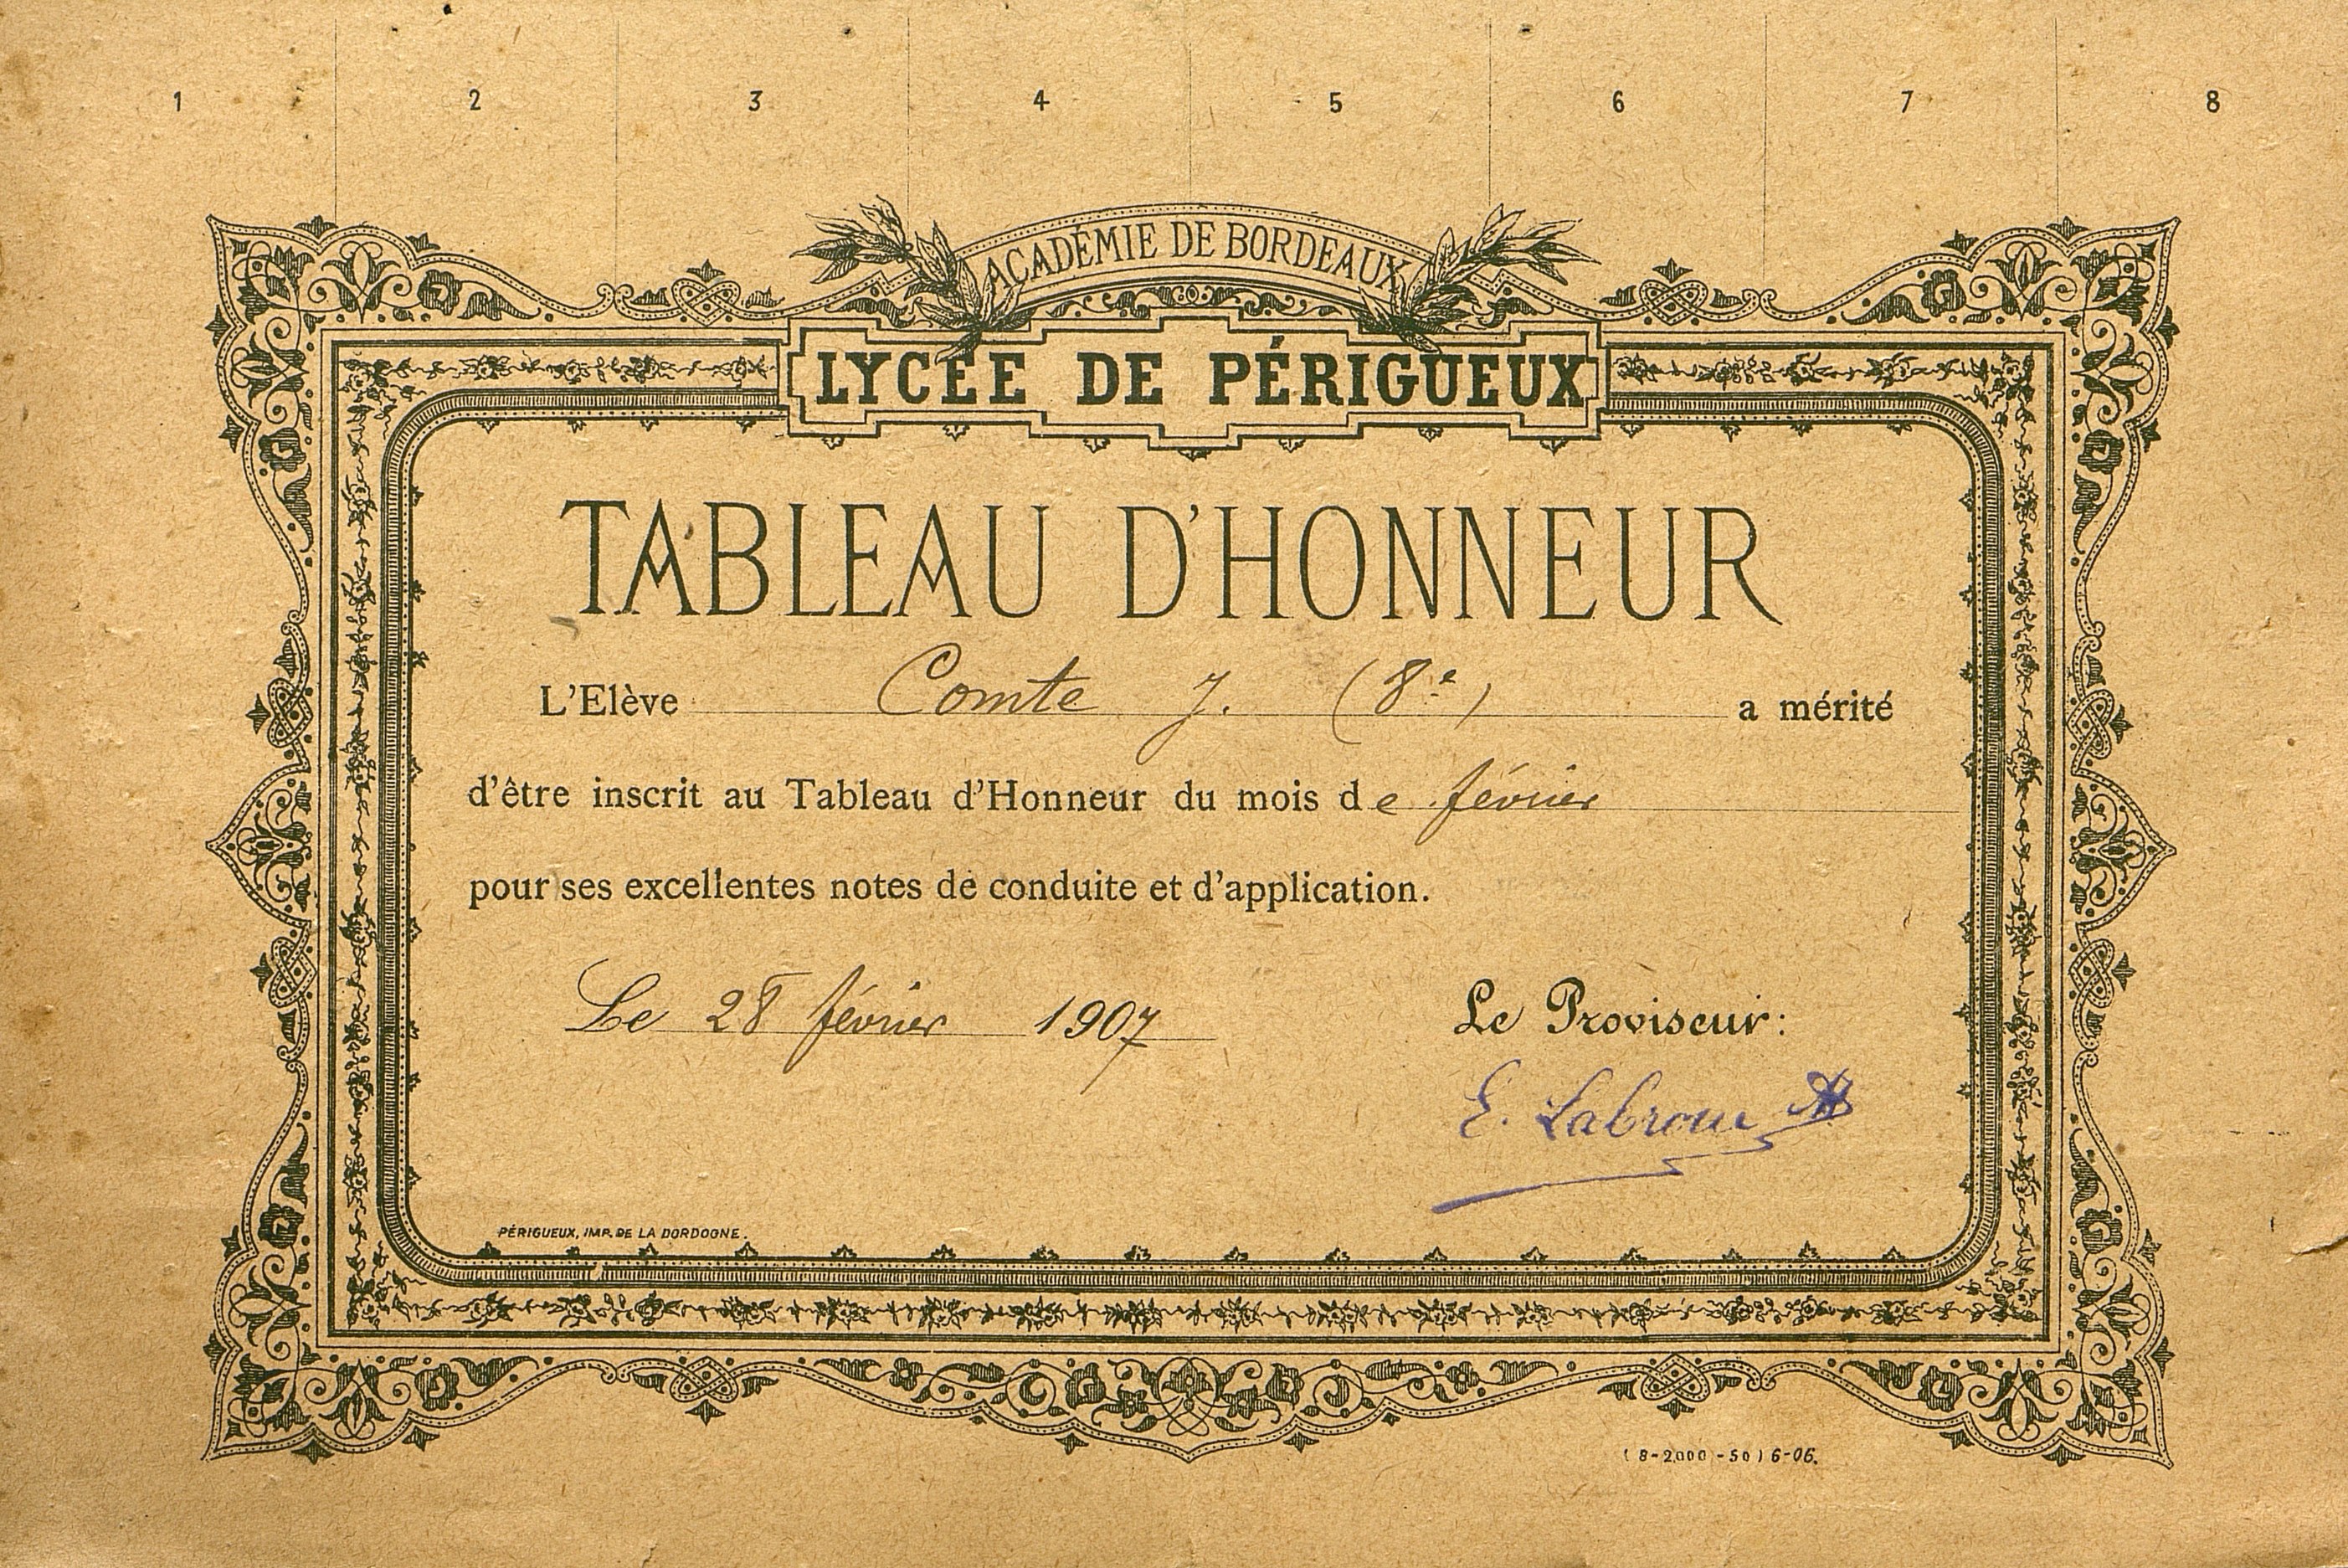 1 2 3 4 5 6 7 8
ACADÉMIE DE BORDEAUX
LYCÉE DE PÉRIGUEUX
TABLEAU D'HONNEUR
L'Elève Comte J. (8e) a mérité
d'être inscrit au Tableau d'Honneur du mois de février
pour ses excellentes notes de conduite et d'application.
Le 28 février 1907
Le Proviseur:
E. Labroue
PÉRIGUEUX, IMP. DE LA DORDOGNE.
(8-2000-50) 6-06.